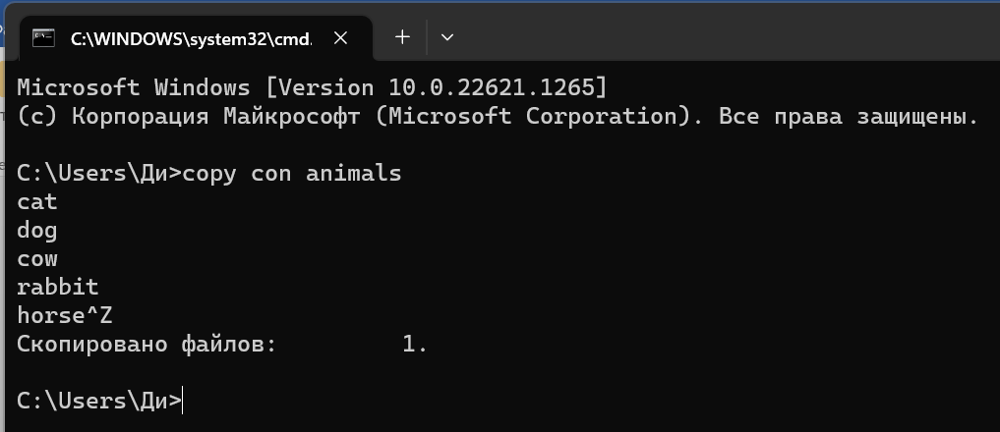 C:\WINDOWS\system32\cmd.
Microsoft Windows [Version 10.0.22621.1265]
(c) Корпорация Майкрософт (Microsoft Corporation). Все права защищены.
C:\Users\Ди>copy con animals
cat
dog
cow
rabbit
horse^Z
Скопировано файлов:         1.
C:\Users\Ди>